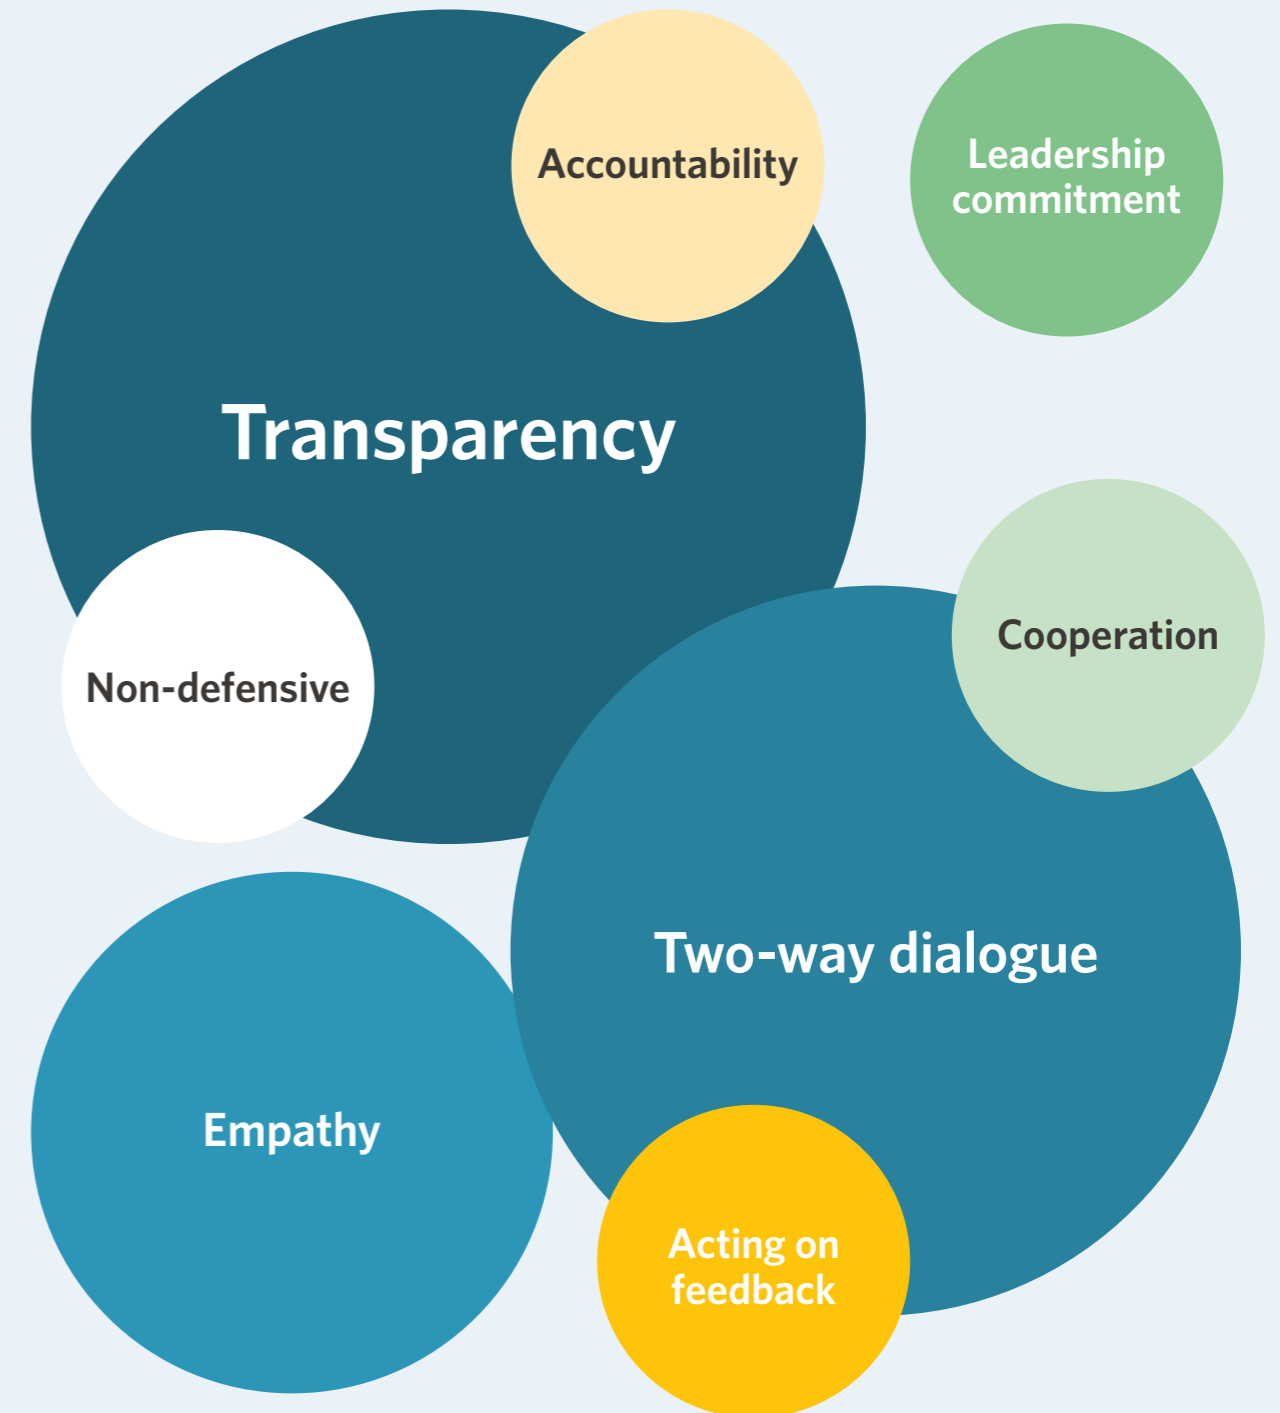 Accountability
Leadership
commitment
Transparency
Cooperation
Non-defensive
Two-way dialogue
Empathy
Acting on
feedback